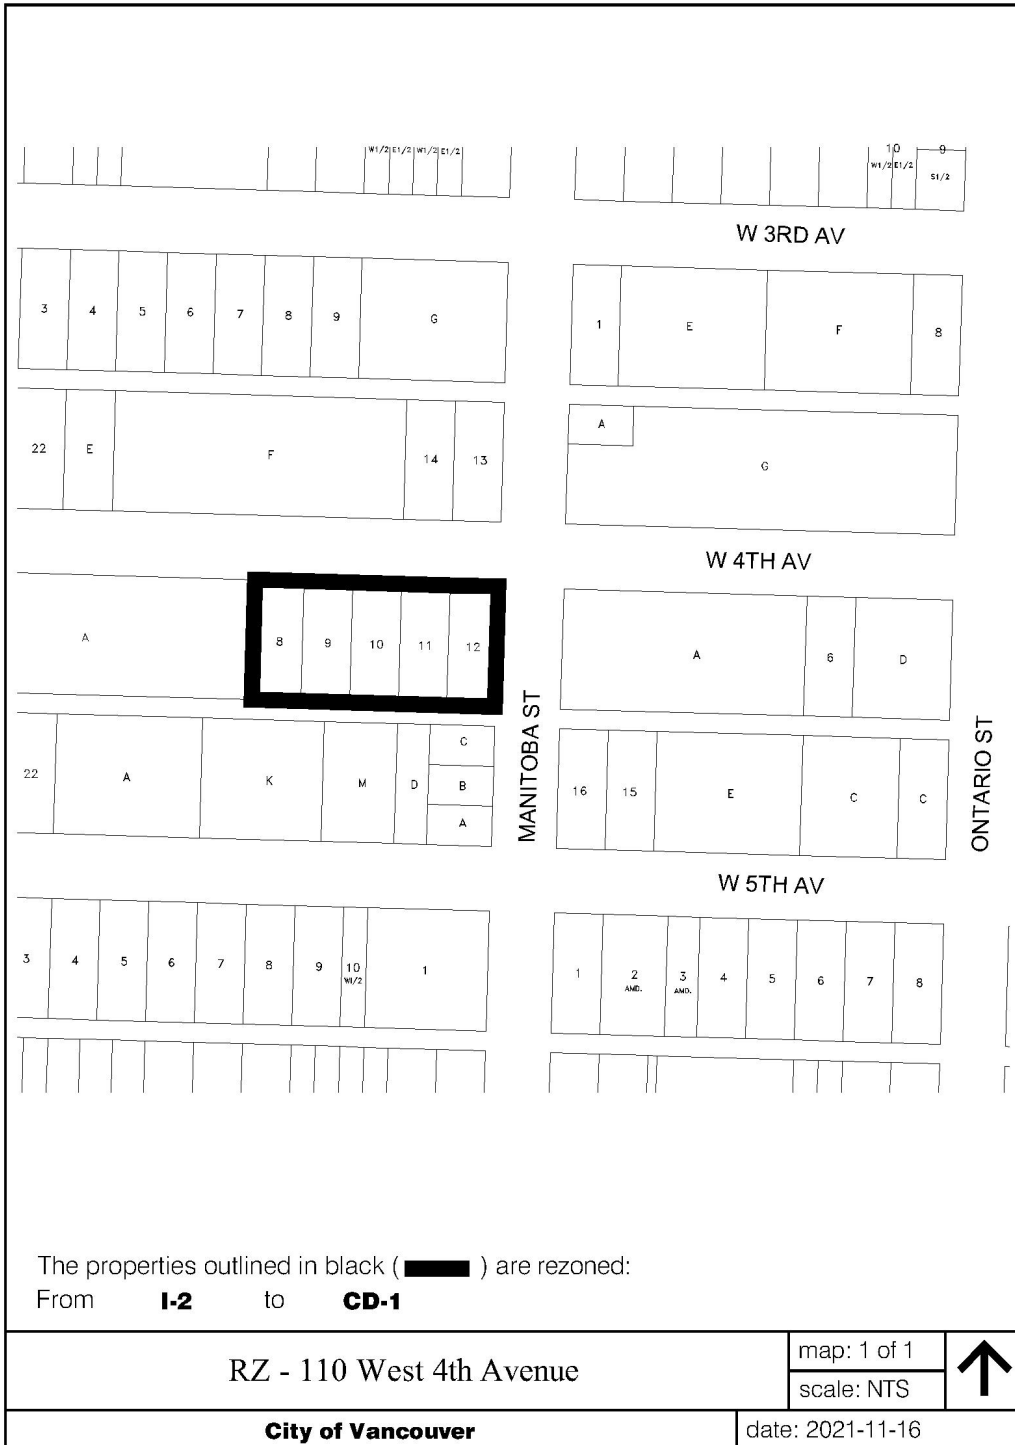 W1/2 E1/2 W1/2 E1/2
10 9
W1/2 E1/2 S1/2
W 3RD AV
3 4 5 6 7 8 9 G
1 E F 8
22 E F 14 13
A
G
W 4TH AV
A 8 9 10 11 12
A 6 D
MANITOBA ST
ONTARIO ST
22 A K M D C
B
A
16 15 E C C
W 5TH AV
3 4 5 6 7 8 9 10 1
W1/2
1 2 3 4 5 6 7 8
AMD. AMD.
The properties outlined in black ( ) are rezoned:
From I-2 to CD-1
RZ - 110 West 4th Avenue
map: 1 of 1
scale: NTS
City of Vancouver
date: 2021-11-16